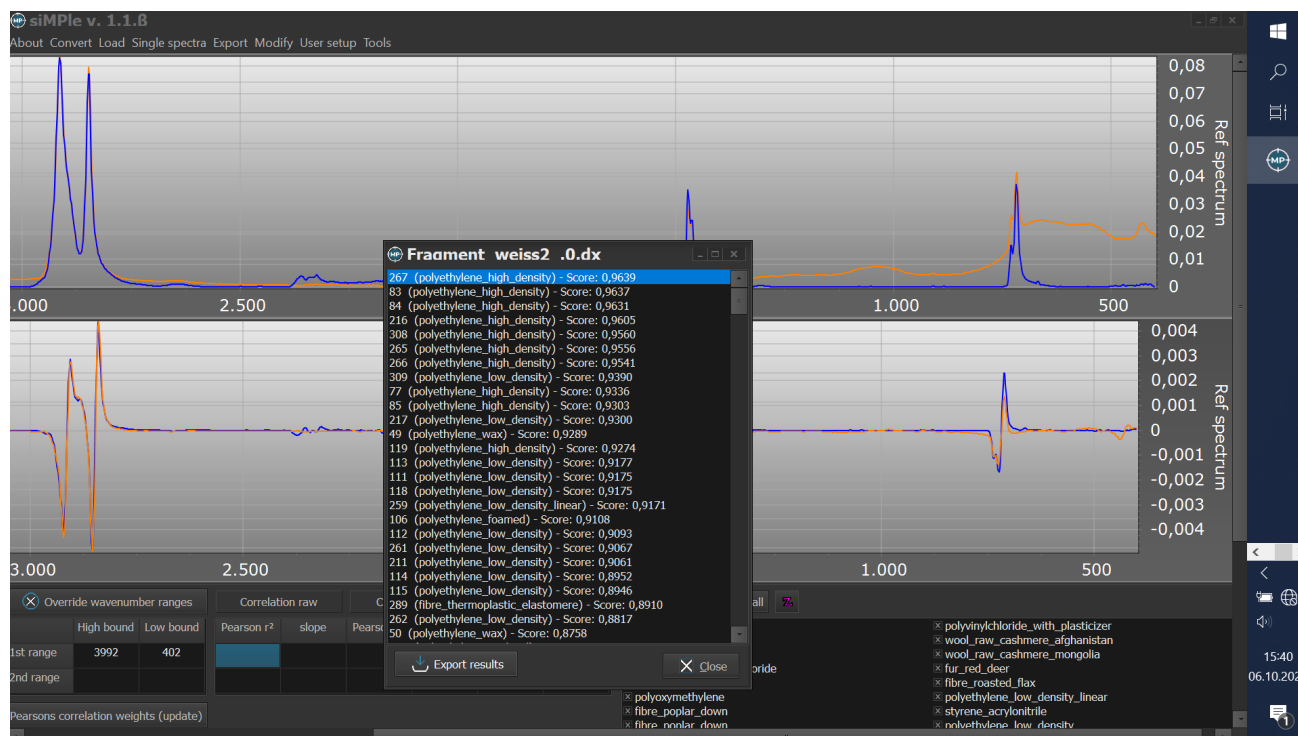 siMPle v. 1.1.ß
About Convert Load Single spectra Export Modify User setup Tools
0,08
0,07
0,06
0,05
0,04
0,03
0,02
0,01
0
Ref spectrum
.000 2.500 1.000 500
Fragment weiss2 .0.dx
267 (polyethylene_high_density) - Score: 0,9639
83 (polyethylene_high_density) - Score: 0,9637
84 (polyethylene_high_density) - Score: 0,9631
216 (polyethylene_high_density) - Score: 0,9605
308 (polyethylene_high_density) - Score: 0,9560
265 (polyethylene_high_density) - Score: 0,9556
266 (polyethylene_high_density) - Score: 0,9541
309 (polyethylene_low_density) - Score: 0,9390
77 (polyethylene_high_density) - Score: 0,9336
85 (polyethylene_high_density) - Score: 0,9303
217 (polyethylene_low_density) - Score: 0,9300
49 (polyethylene_wax) - Score: 0,9289
119 (polyethylene_high_density) - Score: 0,9274
113 (polyethylene_low_density) - Score: 0,9177
111 (polyethylene_low_density) - Score: 0,9175
118 (polyethylene_low_density) - Score: 0,9175
259 (polyethylene_low_density_linear) - Score: 0,9171
106 (polyethylene_foamed) - Score: 0,9108
112 (polyethylene_low_density) - Score: 0,9093
261 (polyethylene_low_density) - Score: 0,9067
211 (polyethylene_low_density) - Score: 0,9061
114 (polyethylene_low_density) - Score: 0,8952
115 (polyethylene_low_density) - Score: 0,8946
289 (fibre_thermoplastic_elastomere) - Score: 0,8910
262 (polyethylene_low_density) - Score: 0,8817
50 (polyethylene_wax) - Score: 0,8758
Export results Close
0,004
0,003
0,002
0,001
0
-0,001
-0,002
-0,003
-0,004
Ref spectrum
3.000 2.500 1.000 500
Override wavenumber ranges Correlation raw C all
High bound Low bound Pearson r² slope Pearso
1st range 3992 402
2nd range
Pearsons correlation weights (update)
oride
polyoxymethylene
fibre_poplar_down
fibre_poplar_down
polyvinylchloride_with_plasticizer
wool_raw_cashmere_afghanistan
wool_raw_cashmere_mongolia
fur_red_deer
fibre_roasted_flax
polyethylene_low_density_linear
styrene_acrylonitrile
polyethylene_low_density
MP
15:40
06.10.202
1